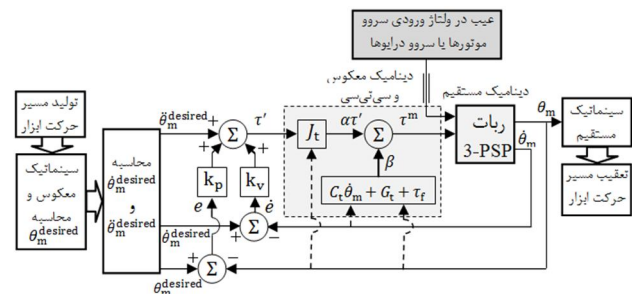 عیب در ولتاژ ورودی سروو
موتورها یا سروو درایوها
تولید مسیر
حرکت ابزار
سینماتیک
معکوس و
محاسبه
θ_m^desired
محاسبه
θ̇_m^desired
و
θ̈_m^desired
θ̈_m^desired
+
+
+
Σ
τ′
k_p
k_v
e
ė
دینامیک معکوس
و سی‌تی‌سی
J_t
ατ′
Σ
τ^m
β
C_t θ̇_m + G_t + τ_f
دینامیک مستقیم
ربات
3-PSP
θ_m
θ̇_m
سینماتیک
مستقیم
تعقیب مسیر
حرکت ابزار
θ̇_m^desired
+
Σ
−
+
Σ
−
θ_m^desired